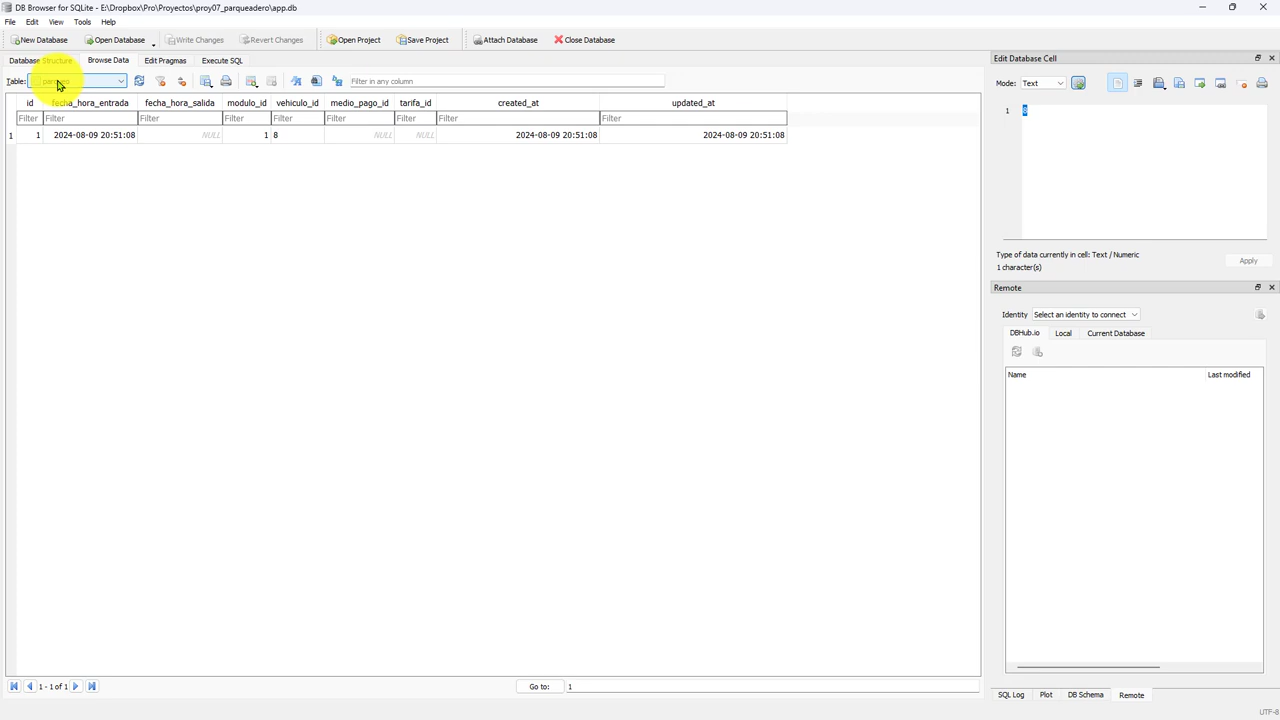 DB Browser for SQLite - E:\Dropbox\Pro\Proyectos\proy07_parqueadero\app.db
File Edit View Tools Help
New Database Open Database Write Changes Revert Changes Open Project Save Project Attach Database Close Database
Database Structure Browse Data Edit Pragmas Execute SQL
Table: Filter in any column
id fecha_hora_entrada fecha_hora_salida modulo_id vehiculo_id medio_pago_id tarifa_id created_at updated_at
Filter Filter Filter Filter Filter Filter Filter Filter Filter
1 1 2024-08-09 20:51:08 NULL 1 8 NULL NULL 2024-08-09 20:51:08 2024-08-09 20:51:08
1 - 1 of 1 Go to: 1
Edit Database Cell
Mode: Text
1 8
Type of data currently in cell: Text / Numeric
1 character(s)
Apply
Remote
Identity Select an identity to connect
DBHub.io Local Current Database
Name Last modified
SQL Log Plot DB Schema Remote
UTF-8